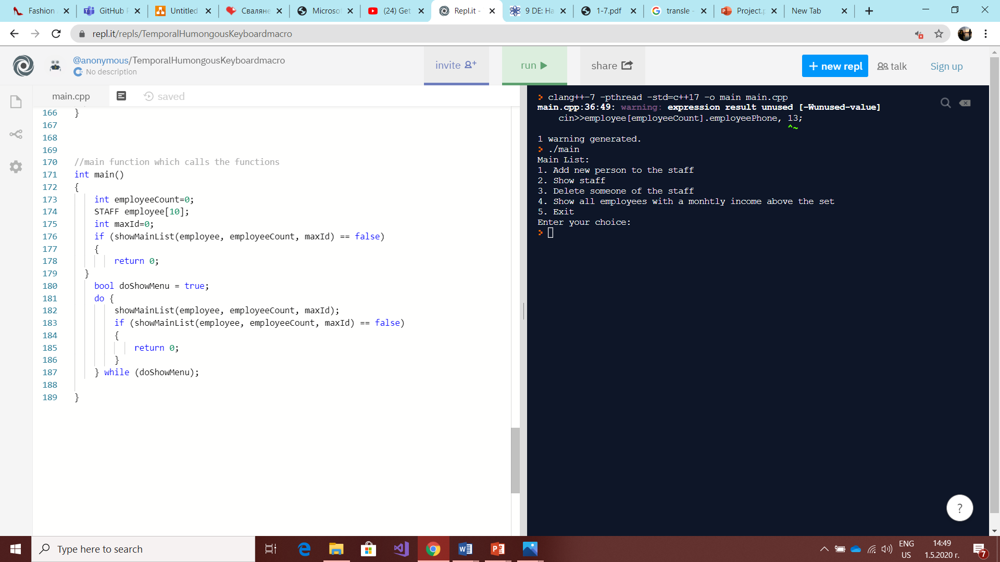 Fashion
GitHub
Untitled
Сваляне
Microso
(24) Get
Repl.it -
9 DE: Ha
1-7.pdf
transle -
Project.p
New Tab
repl.it/repls/TemporalHumongousKeyboardmacro
@anonymous/TemporalHumongousKeyboardmacro
No description
invite
run
share
+ new repl
talk
Sign up
main.cpp
saved
166 }
167
168
169
170 //main function which calls the functions
171 int main()
172 {
173 int employeeCount=0;
174 STAFF employee[10];
175 int maxId=0;
176 if (showMainList(employee, employeeCount, maxId) == false)
177 {
178 return 0;
179 }
180 bool doShowMenu = true;
181 do {
182 showMainList(employee, employeeCount, maxId);
183 if (showMainList(employee, employeeCount, maxId) == false)
184 {
185 return 0;
186 }
187 } while (doShowMenu);
188
189 }
> clang++-7 -pthread -std=c++17 -o main main.cpp
main.cpp:36:49: warning: expression result unused [-Wunused-value]
cin>>employee[employeeCount].employeePhone, 13;
^~
1 warning generated.
> ./main
Main List:
1. Add new person to the staff
2. Show staff
3. Delete someone of the staff
4. Show all employees with a monhtly income above the set
5. Exit
Enter your choice:
>
?
Type here to search
ENG
US
14:49
1.5.2020 г.
7